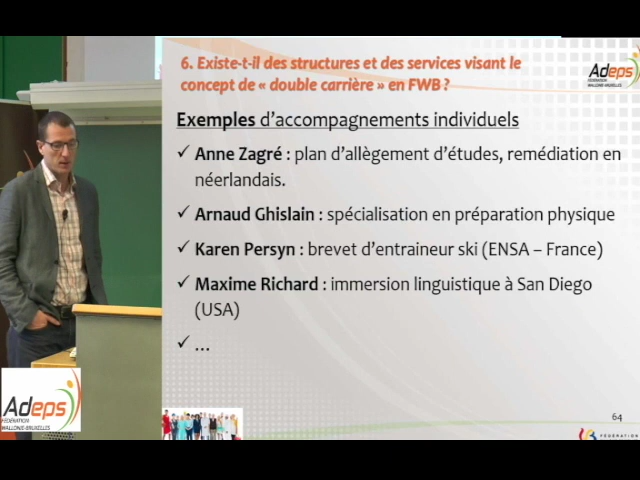 6. Existe-t-il des structures et des services visant le
concept de « double carrière » en FWB ?
Adeps
FÉDÉRATION
WALLONIE-BRUXELLES
Exemples d'accompagnements individuels
✓ Anne Zagré : plan d'allègement d'études, remédiation en
néerlandais.
✓ Arnaud Ghislain : spécialisation en préparation physique
✓ Karen Persyn : brevet d'entraineur ski (ENSA – France)
✓ Maxime Richard : immersion linguistique à San Diego
(USA)
✓ ...
Adeps
FÉDÉRATION
WALLONIE-BRUXELLES
64
FÉDÉRATION